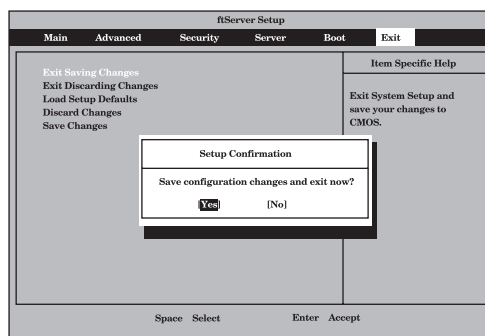 ftServer Setup
Main Advanced Security Server Boot Exit
Exit Saving Changes
Exit Discarding Changes
Load Setup Defaults
Discard Changes
Save Changes
Item Specific Help
Exit System Setup and
save your changes to
CMOS.
Setup Confirmation
Save configuration changes and exit now?
[Yes] [No]
Space Select Enter Accept